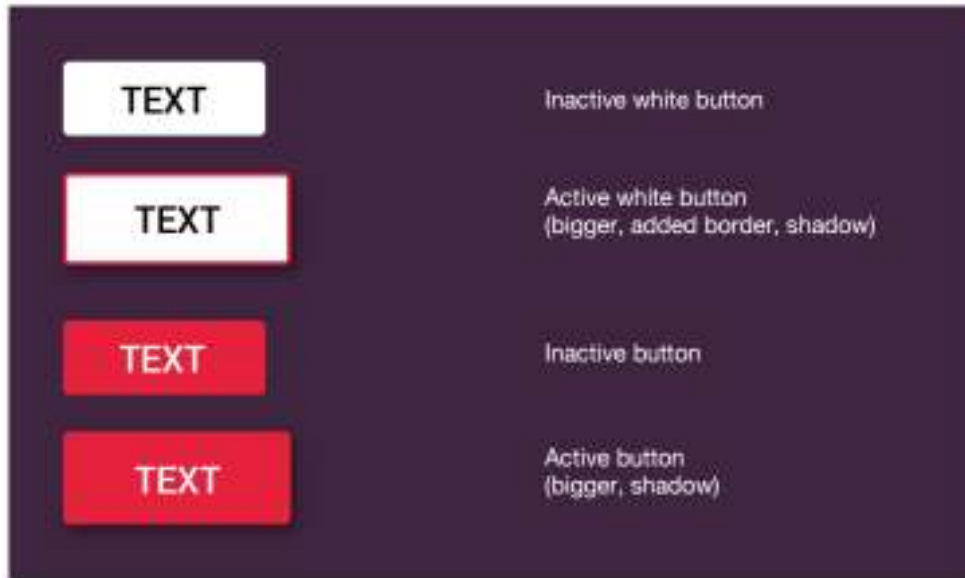 TEXT
Inactive white button
TEXT
Active white button
(bigger, added border, shadow)
TEXT
Inactive button
TEXT
Active button
(bigger, shadow)